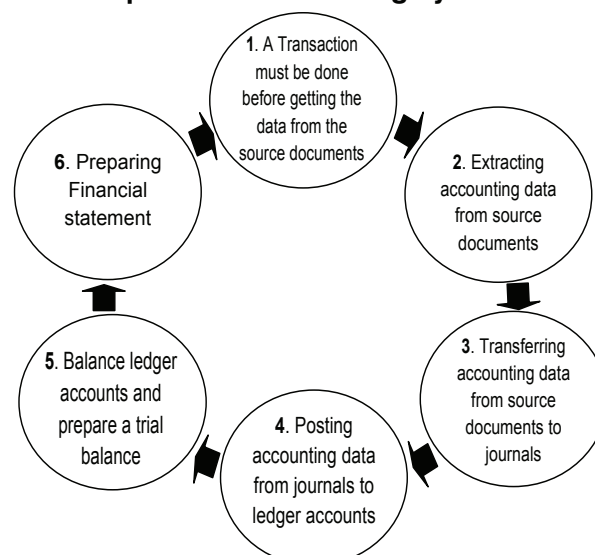 1. A Transaction
must be done
before getting the
data from the
source documents
2. Extracting
accounting data
from source
documents
3. Transferring
accounting data
from source
documents to
journals
4. Posting
accounting data
from journals to
ledger accounts
5. Balance ledger
accounts and
prepare a trial
balance
6. Preparing
Financial
statement